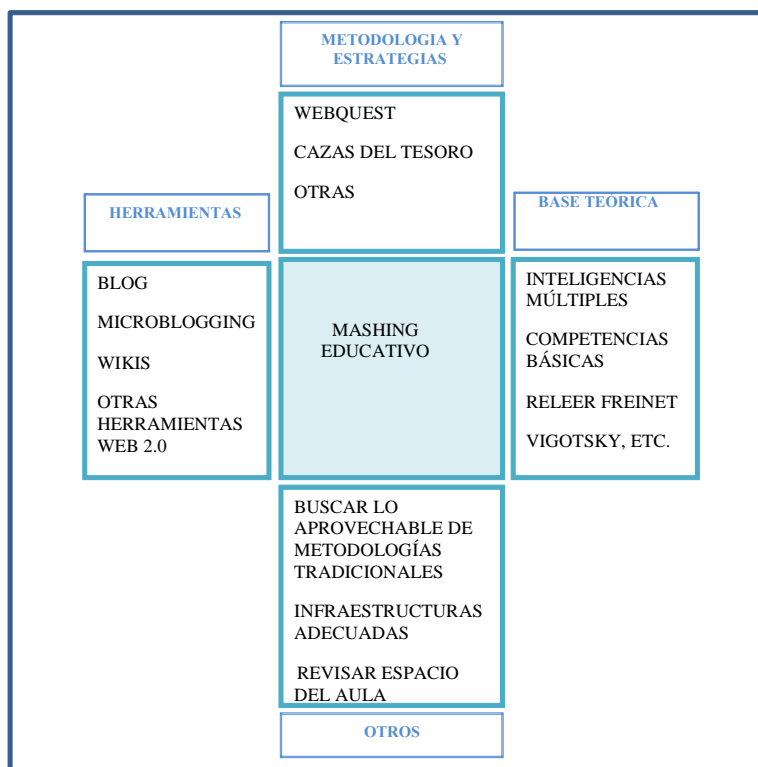 METODOLOGIA Y
ESTRATEGIAS
WEBQUEST
CAZAS DEL TESORO
OTRAS
HERRAMIENTAS
BLOG
MICROBLOGGING
WIKIS
OTRAS
HERRAMIENTAS
WEB 2.0
MASHING
EDUCATIVO
BASE TEÓRICA
INTELIGENCIAS
MÚLTIPLES
COMPETENCIAS
BÁSICAS
RELEER FREINET
VIGOTSKY, ETC.
BUSCAR LO
APROVECHABLE DE
METODOLOGÍAS
TRADICIONALES
INFRAESTRUCTURAS
ADECUADAS
REVISAR ESPACIO
DEL AULA
OTROS